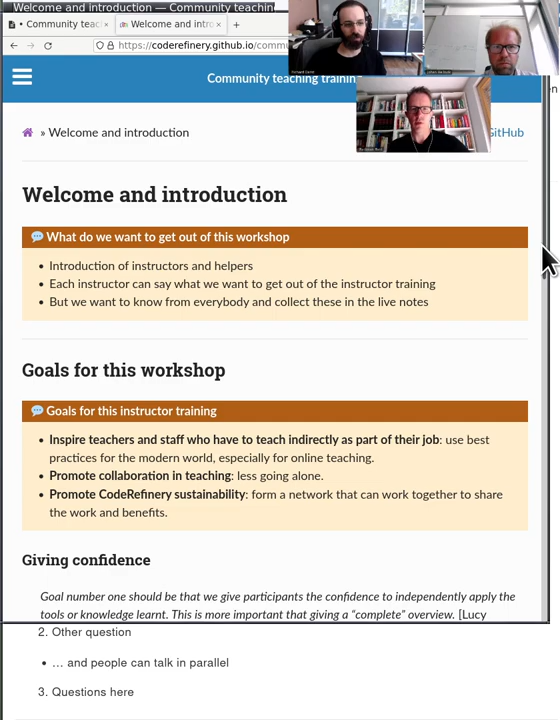 Welcome and introduction — Community teachin
• Community teac
Welcome and intro
https://coderefinery.github.io/commu
Community teaching trainin
» Welcome and introduction
GitHub
Welcome and introduction
What do we want to get out of this workshop
• Introduction of instructors and helpers
• Each instructor can say what we want to get out of the instructor training
• But we want to know from everybody and collect these in the live notes
Goals for this workshop
Goals for this instructor training
• Inspire teachers and staff who have to teach indirectly as part of their job: use best
practices for the modern world, especially for online teaching.
• Promote collaboration in teaching: less going alone.
• Promote CodeRefinery sustainability: form a network that can work together to share
the work and benefits.
Giving confidence
Goal number one should be that we give participants the confidence to independently apply the
tools or knowledge learnt. This is more important that giving a “complete” overview. [Lucy
2. Other question
• … and people can talk in parallel
3. Questions here